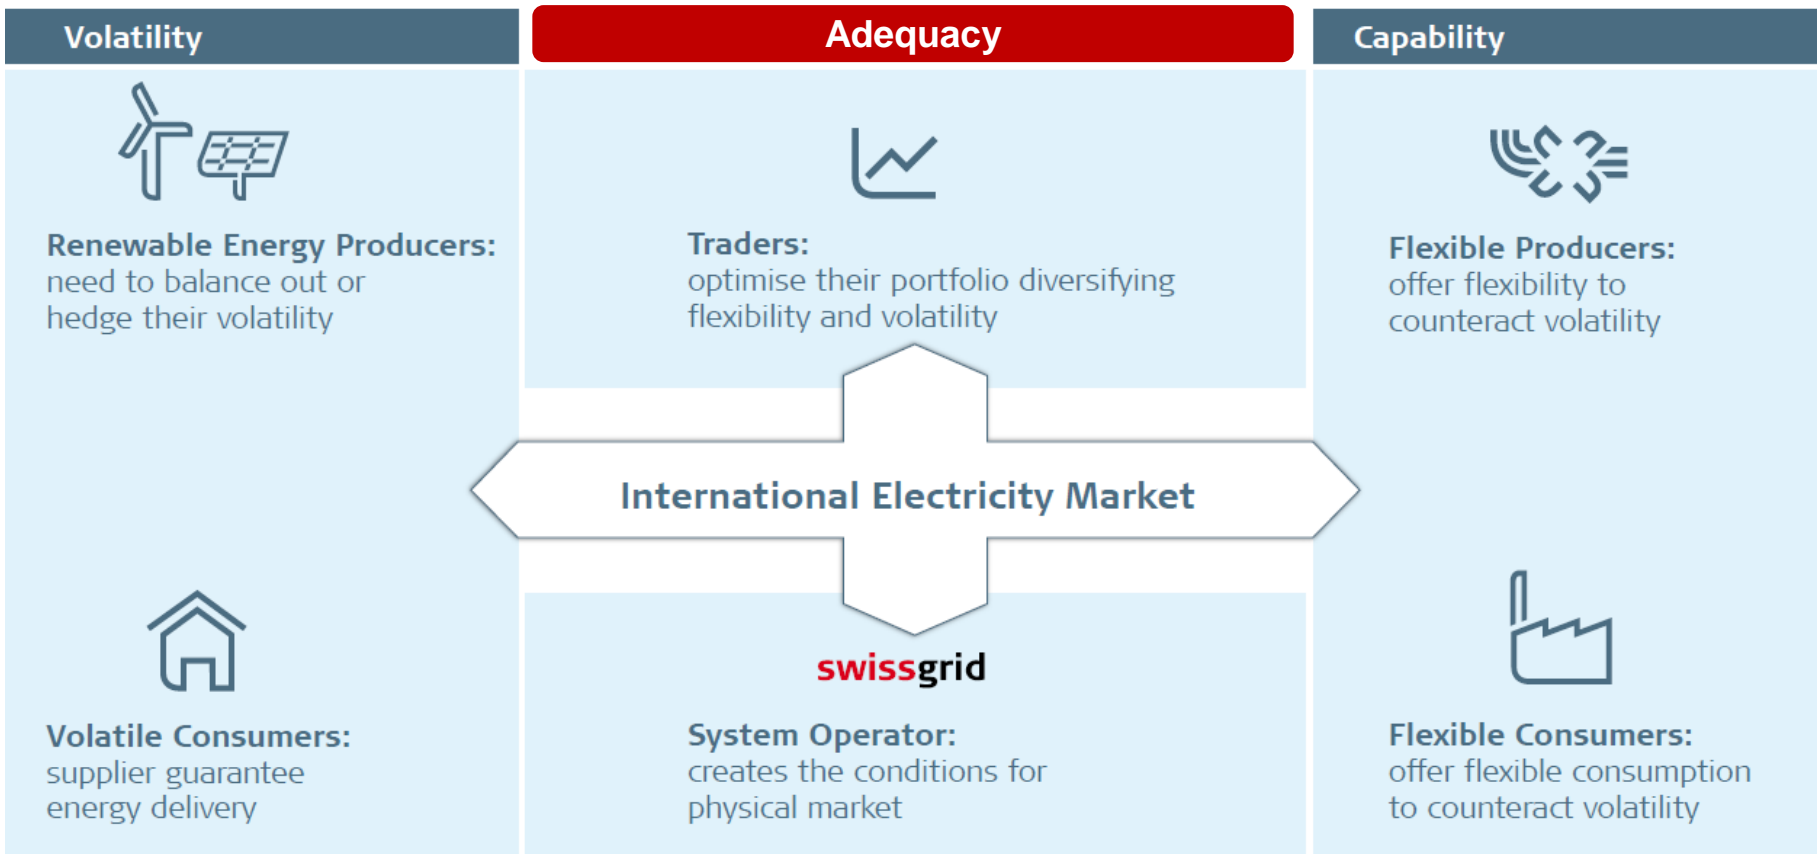 Volatility
Adequacy
Capability
Renewable Energy Producers:
need to balance out or
hedge their volatility
Traders:
optimise their portfolio diversifying
flexibility and volatility
Flexible Producers:
offer flexibility to
counteract volatility
International Electricity Market
swissgrid
Volatile Consumers:
supplier guarantee
energy delivery
System Operator:
creates the conditions for
physical market
Flexible Consumers:
offer flexible consumption
to counteract volatility